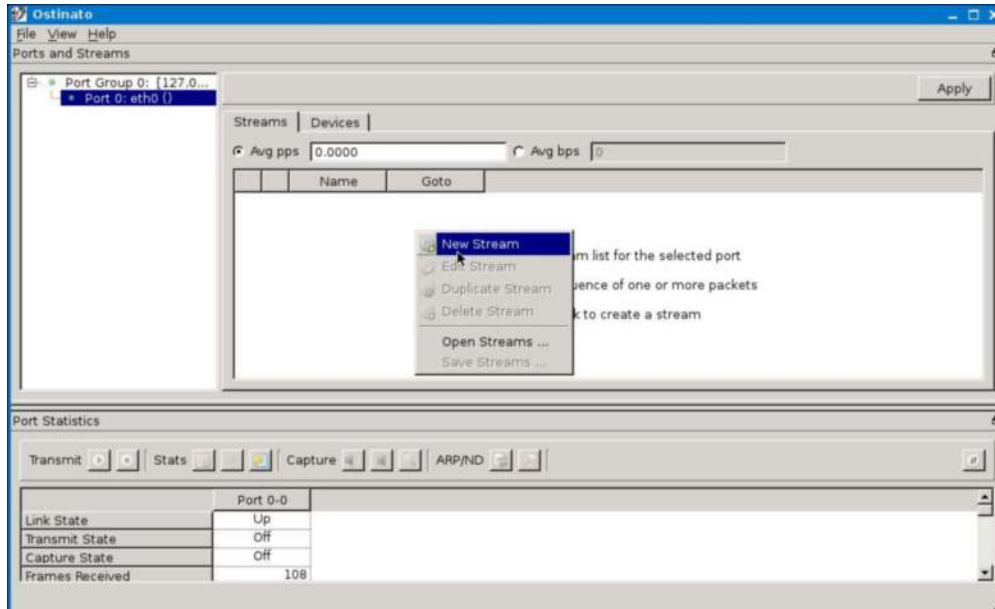 Ostinato
File View Help
Ports and Streams
Port Group 0: [127.0...
Port 0: eth0 ()
Apply
Streams Devices
Avg pps 0.0000 Avg bps 0
Name Goto
New Stream
Edit Stream
Duplicate Stream
Delete Stream
Open Streams ...
Save Streams ...
m list for the selected port
uence of one or more packets
k to create a stream
Port Statistics
Transmit Stats Capture ARP/ND
Port 0-0
Link State Up
Transmit State Off
Capture State Off
Frames Received 108